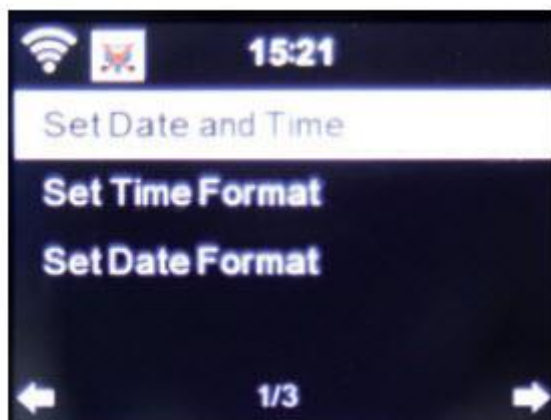 15:21
Set Date and Time
Set Time Format
Set Date Format
1/3